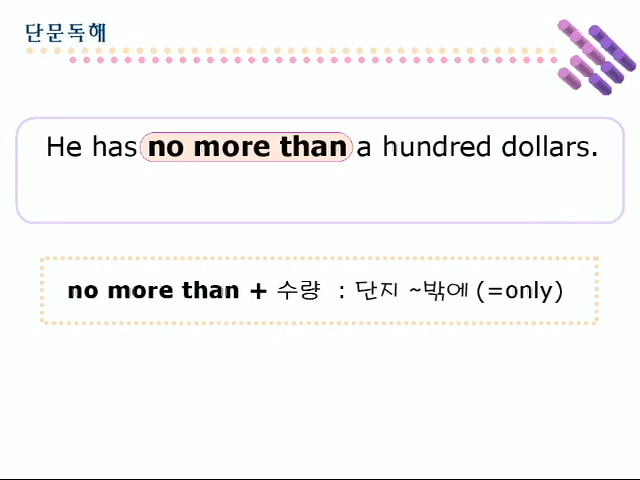 단문독해
He has no more than a hundred dollars.
no more than + 수량 : 단지 ~밖에 (=only)